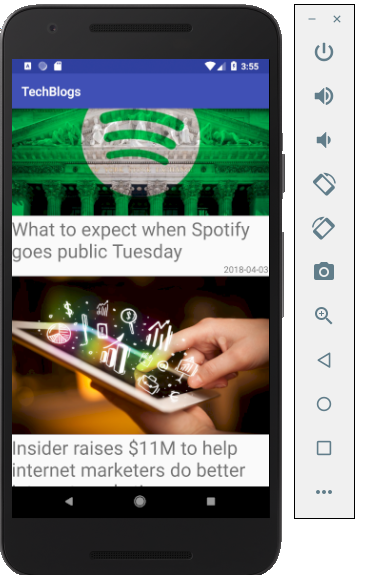 3:55
TechBlogs
What to expect when Spotify
goes public Tuesday
2018-04-03
Insider raises $11M to help
internet marketers do better